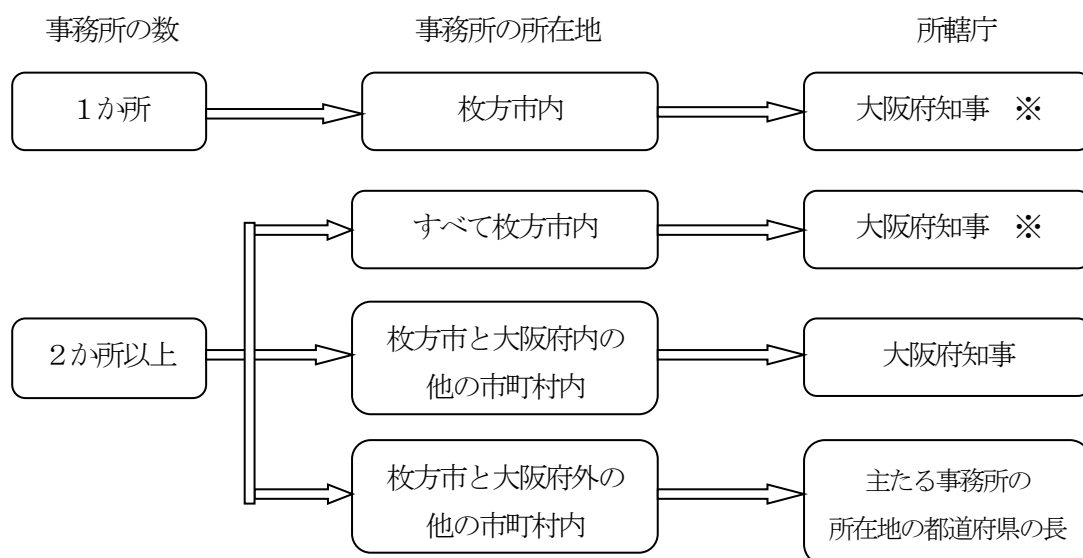 事務所の数 事務所の所在地 所轄庁
１か所 枚方市内 大阪府知事 ※
すべて枚方市内 大阪府知事 ※
２か所以上 枚方市と大阪府内の
他の市町村内 大阪府知事
枚方市と大阪府外の
他の市町村内 主たる事務所の
所在地の都道府県の長